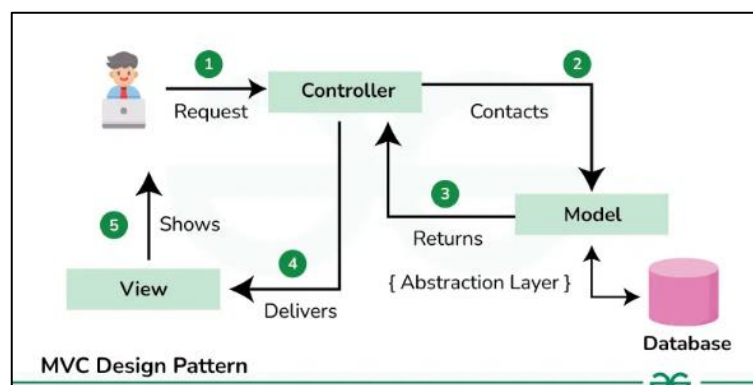 1
Request
Controller
2
Contacts
3
Returns
Model
{ Abstraction Layer }
Database
4
Delivers
View
5
Shows
MVC Design Pattern